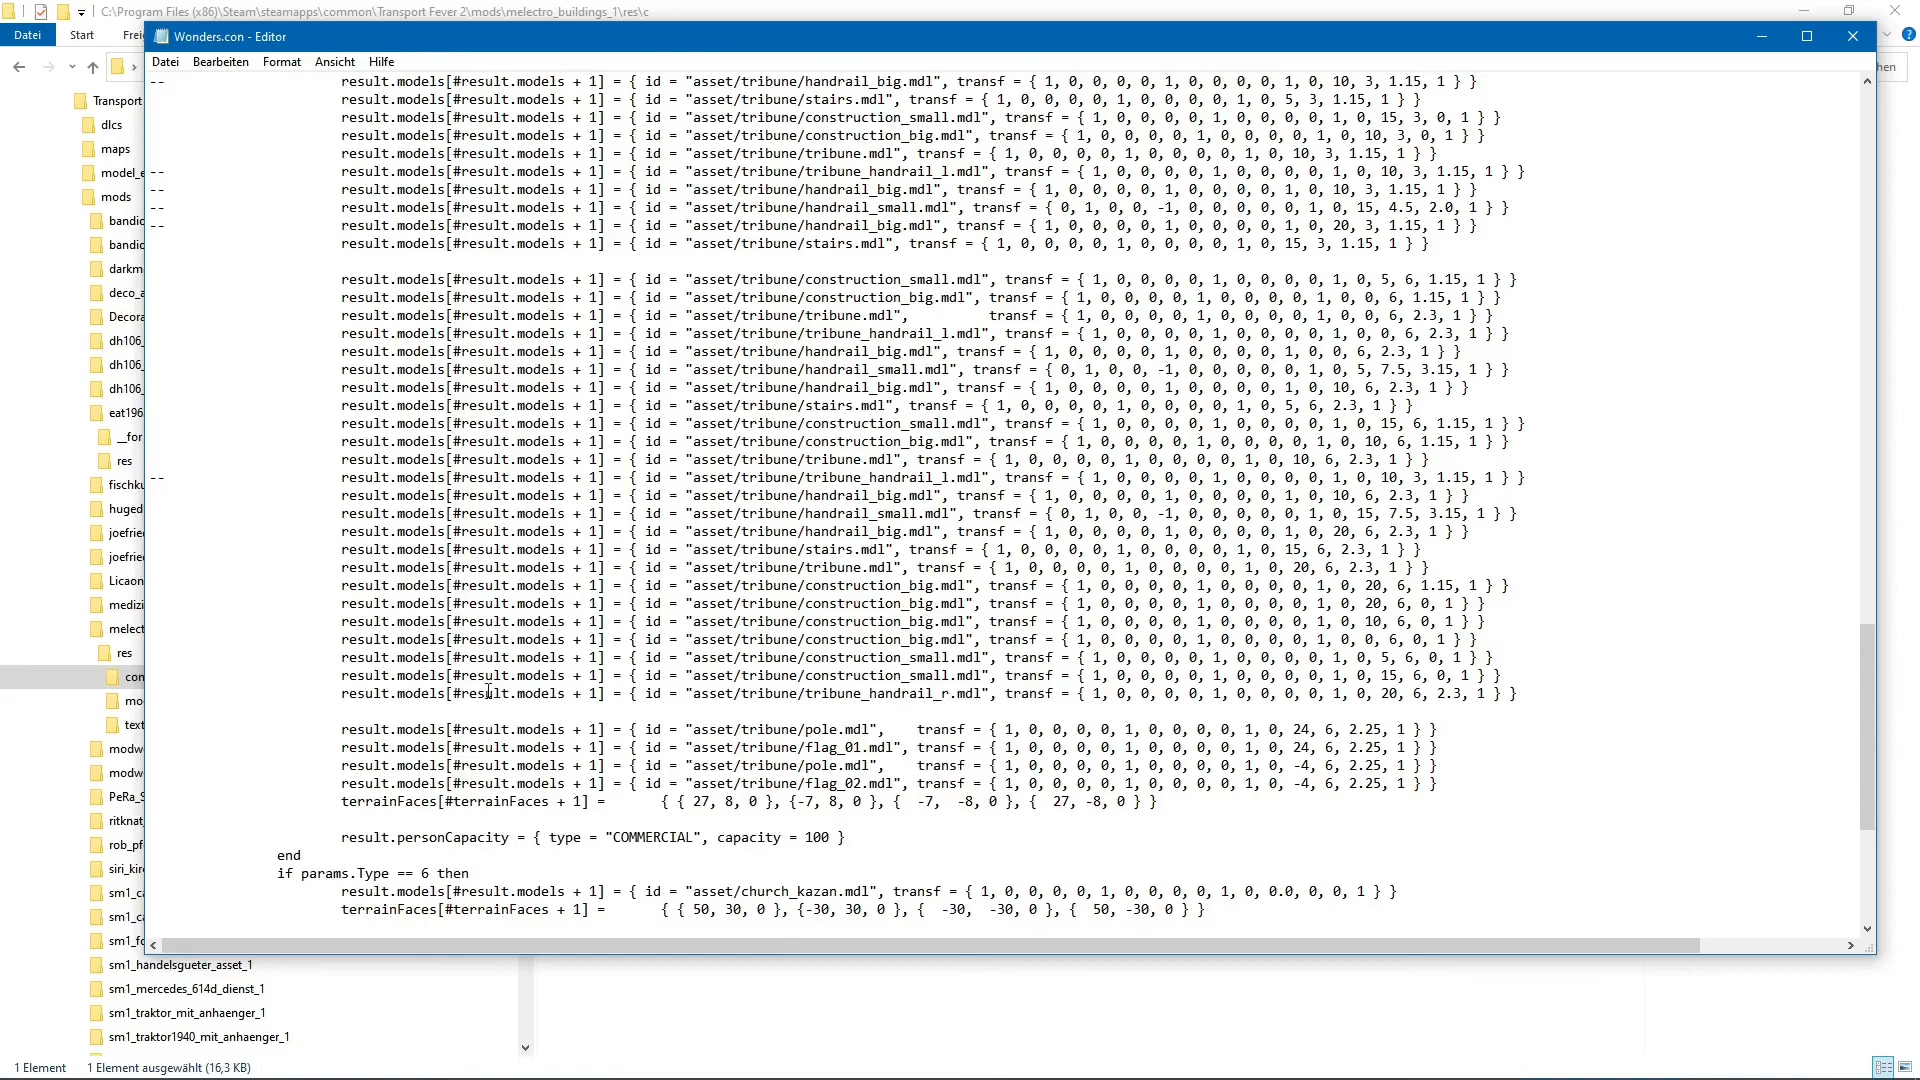 C:\Program Files (x86)\Steam\steamapps\common\Transport Fever 2\mods\melectro_buildings_1\res\c
Datei Start Frei
Wonders.con - Editor
Datei Bearbeiten Format Ansicht Hilfe
-- result.models[#result.models + 1] = { id = "asset/tribune/handrail_big.mdl", transf = { 1, 0, 0, 0, 0, 1, 0, 0, 0, 0, 1, 0, 10, 3, 1.15, 1 } }
result.models[#result.models + 1] = { id = "asset/tribune/stairs.mdl", transf = { 1, 0, 0, 0, 0, 1, 0, 0, 0, 0, 1, 0, 5, 3, 1.15, 1 } }
result.models[#result.models + 1] = { id = "asset/tribune/construction_small.mdl", transf = { 1, 0, 0, 0, 0, 1, 0, 0, 0, 0, 1, 0, 15, 3, 0, 1 } }
result.models[#result.models + 1] = { id = "asset/tribune/construction_big.mdl", transf = { 1, 0, 0, 0, 0, 1, 0, 0, 0, 0, 1, 0, 10, 3, 0, 1 } }
result.models[#result.models + 1] = { id = "asset/tribune/tribune.mdl", transf = { 1, 0, 0, 0, 0, 1, 0, 0, 0, 0, 1, 0, 10, 3, 1.15, 1 } }
-- result.models[#result.models + 1] = { id = "asset/tribune/tribune_handrail_l.mdl", transf = { 1, 0, 0, 0, 0, 1, 0, 0, 0, 0, 1, 0, 10, 3, 1.15, 1 } }
-- result.models[#result.models + 1] = { id = "asset/tribune/handrail_big.mdl", transf = { 1, 0, 0, 0, 0, 1, 0, 0, 0, 0, 1, 0, 10, 3, 1.15, 1 } }
-- result.models[#result.models + 1] = { id = "asset/tribune/handrail_small.mdl", transf = { 0, 1, 0, 0, -1, 0, 0, 0, 0, 0, 1, 0, 15, 4.5, 2.0, 1 } }
-- result.models[#result.models + 1] = { id = "asset/tribune/handrail_big.mdl", transf = { 1, 0, 0, 0, 0, 1, 0, 0, 0, 0, 1, 0, 20, 3, 1.15, 1 } }
result.models[#result.models + 1] = { id = "asset/tribune/stairs.mdl", transf = { 1, 0, 0, 0, 0, 1, 0, 0, 0, 0, 1, 0, 15, 3, 1.15, 1 } }
result.models[#result.models + 1] = { id = "asset/tribune/construction_small.mdl", transf = { 1, 0, 0, 0, 0, 1, 0, 0, 0, 0, 1, 0, 5, 6, 1.15, 1 } }
result.models[#result.models + 1] = { id = "asset/tribune/construction_big.mdl", transf = { 1, 0, 0, 0, 0, 1, 0, 0, 0, 0, 1, 0, 0, 6, 1.15, 1 } }
result.models[#result.models + 1] = { id = "asset/tribune/tribune.mdl", transf = { 1, 0, 0, 0, 0, 1, 0, 0, 0, 0, 1, 0, 0, 6, 2.3, 1 } }
result.models[#result.models + 1] = { id = "asset/tribune/tribune_handrail_l.mdl", transf = { 1, 0, 0, 0, 0, 1, 0, 0, 0, 0, 1, 0, 0, 6, 2.3, 1 } }
result.models[#result.models + 1] = { id = "asset/tribune/handrail_big.mdl", transf = { 1, 0, 0, 0, 0, 1, 0, 0, 0, 0, 1, 0, 0, 6, 2.3, 1 } }
result.models[#result.models + 1] = { id = "asset/tribune/handrail_small.mdl", transf = { 0, 1, 0, 0, -1, 0, 0, 0, 0, 0, 1, 0, 5, 7.5, 3.15, 1 } }
result.models[#result.models + 1] = { id = "asset/tribune/handrail_big.mdl", transf = { 1, 0, 0, 0, 0, 1, 0, 0, 0, 0, 1, 0, 10, 6, 2.3, 1 } }
result.models[#result.models + 1] = { id = "asset/tribune/stairs.mdl", transf = { 1, 0, 0, 0, 0, 1, 0, 0, 0, 0, 1, 0, 5, 6, 2.3, 1 } }
result.models[#result.models + 1] = { id = "asset/tribune/construction_small.mdl", transf = { 1, 0, 0, 0, 0, 1, 0, 0, 0, 0, 1, 0, 15, 6, 1.15, 1 } }
result.models[#result.models + 1] = { id = "asset/tribune/construction_big.mdl", transf = { 1, 0, 0, 0, 0, 1, 0, 0, 0, 0, 1, 0, 10, 6, 1.15, 1 } }
result.models[#result.models + 1] = { id = "asset/tribune/tribune.mdl", transf = { 1, 0, 0, 0, 0, 1, 0, 0, 0, 0, 1, 0, 10, 6, 2.3, 1 } }
-- result.models[#result.models + 1] = { id = "asset/tribune/tribune_handrail_l.mdl", transf = { 1, 0, 0, 0, 0, 1, 0, 0, 0, 0, 1, 0, 10, 3, 1.15, 1 } }
result.models[#result.models + 1] = { id = "asset/tribune/handrail_big.mdl", transf = { 1, 0, 0, 0, 0, 1, 0, 0, 0, 0, 1, 0, 10, 6, 2.3, 1 } }
result.models[#result.models + 1] = { id = "asset/tribune/handrail_small.mdl", transf = { 0, 1, 0, 0, -1, 0, 0, 0, 0, 0, 1, 0, 15, 7.5, 3.15, 1 } }
result.models[#result.models + 1] = { id = "asset/tribune/handrail_big.mdl", transf = { 1, 0, 0, 0, 0, 1, 0, 0, 0, 0, 1, 0, 20, 6, 2.3, 1 } }
result.models[#result.models + 1] = { id = "asset/tribune/stairs.mdl", transf = { 1, 0, 0, 0, 0, 1, 0, 0, 0, 0, 1, 0, 15, 6, 2.3, 1 } }
result.models[#result.models + 1] = { id = "asset/tribune/tribune.mdl", transf = { 1, 0, 0, 0, 0, 1, 0, 0, 0, 0, 1, 0, 20, 6, 2.3, 1 } }
result.models[#result.models + 1] = { id = "asset/tribune/construction_big.mdl", transf = { 1, 0, 0, 0, 0, 1, 0, 0, 0, 0, 1, 0, 20, 6, 1.15, 1 } }
result.models[#result.models + 1] = { id = "asset/tribune/construction_big.mdl", transf = { 1, 0, 0, 0, 0, 1, 0, 0, 0, 0, 1, 0, 20, 6, 0, 1 } }
result.models[#result.models + 1] = { id = "asset/tribune/construction_big.mdl", transf = { 1, 0, 0, 0, 0, 1, 0, 0, 0, 0, 1, 0, 10, 6, 0, 1 } }
result.models[#result.models + 1] = { id = "asset/tribune/construction_big.mdl", transf = { 1, 0, 0, 0, 0, 1, 0, 0, 0, 0, 1, 0, 0, 6, 0, 1 } }
result.models[#result.models + 1] = { id = "asset/tribune/construction_small.mdl", transf = { 1, 0, 0, 0, 0, 1, 0, 0, 0, 0, 1, 0, 5, 6, 0, 1 } }
result.models[#result.models + 1] = { id = "asset/tribune/construction_small.mdl", transf = { 1, 0, 0, 0, 0, 1, 0, 0, 0, 0, 1, 0, 15, 6, 0, 1 } }
result.models[#result.models + 1] = { id = "asset/tribune/tribune_handrail_r.mdl", transf = { 1, 0, 0, 0, 0, 1, 0, 0, 0, 0, 1, 0, 20, 6, 2.3, 1 } }
result.models[#result.models + 1] = { id = "asset/tribune/pole.mdl", transf = { 1, 0, 0, 0, 0, 1, 0, 0, 0, 0, 1, 0, 24, 6, 2.25, 1 } }
result.models[#result.models + 1] = { id = "asset/tribune/flag_01.mdl", transf = { 1, 0, 0, 0, 0, 1, 0, 0, 0, 0, 1, 0, 24, 6, 2.25, 1 } }
result.models[#result.models + 1] = { id = "asset/tribune/pole.mdl", transf = { 1, 0, 0, 0, 0, 1, 0, 0, 0, 0, 1, 0, -4, 6, 2.25, 1 } }
result.models[#result.models + 1] = { id = "asset/tribune/flag_02.mdl", transf = { 1, 0, 0, 0, 0, 1, 0, 0, 0, 0, 1, 0, -4, 6, 2.25, 1 } }
terrainFaces[#terrainFaces + 1] = { { 27, 8, 0 }, {-7, 8, 0 }, { -7, -8, 0 }, { 27, -8, 0 } }
result.personCapacity = { type = "COMMERCIAL", capacity = 100 }
end
if params.Type == 6 then
result.models[#result.models + 1] = { id = "asset/church_kazan.mdl", transf = { 1, 0, 0, 0, 0, 1, 0, 0, 0, 0, 1, 0, 0.0, 0, 0, 1 } }
terrainFaces[#terrainFaces + 1] = { { 50, 30, 0 }, {-30, 30, 0 }, { -30, -30, 0 }, { 50, -30, 0 } }
hen
Transport
dlcs
maps
model_e
mods
bandic
bandic
darkm
deco_a
Decora
dh106_
dh106_
dh106_
eat196
__for
res
fischku
huged
joefrie
joefrie
Licaon
medizi
melect
res
con
mo
text
modw
modw
PeRa_S
ritknat_
rob_pf
siri_kir
sm1_ca
sm1_ca
sm1_fo
sm1_handelsgueter_asset_1
sm1_mercedes_614d_dienst_1
sm1_traktor_mit_anhaenger_1
sm1_traktor1940_mit_anhaenger_1
1 Element 1 Element ausgewählt (16,3 KB)